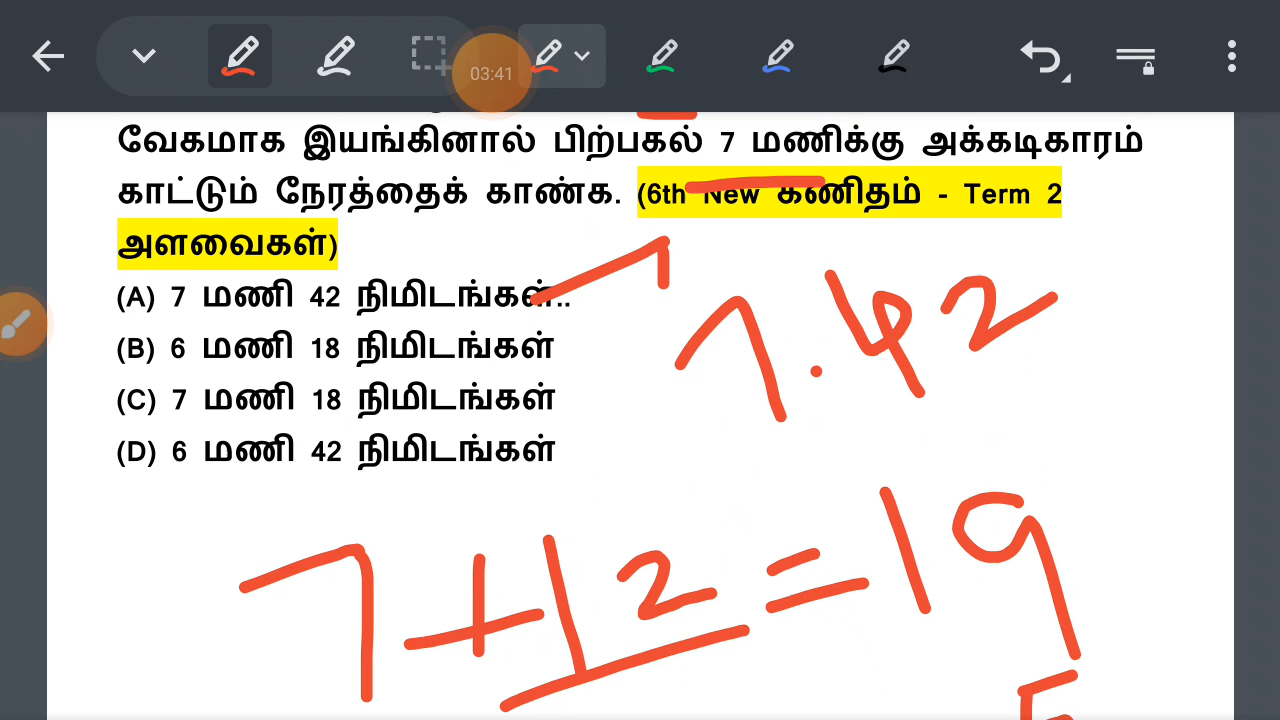 03:41
வேகமாக இயங்கினால் பிற்பகல் 7 மணிக்கு அக்கடிகாரம்
காட்டும் நேரத்தைக் காண்க. (6th New கணிதம் - Term 2
அளவைகள்)
(A) 7 மணி 42 நிமிடங்கள்..
(B) 6 மணி 18 நிமிடங்கள்
(C) 7 மணி 18 நிமிடங்கள்
(D) 6 மணி 42 நிமிடங்கள்
7.42
7+12=19